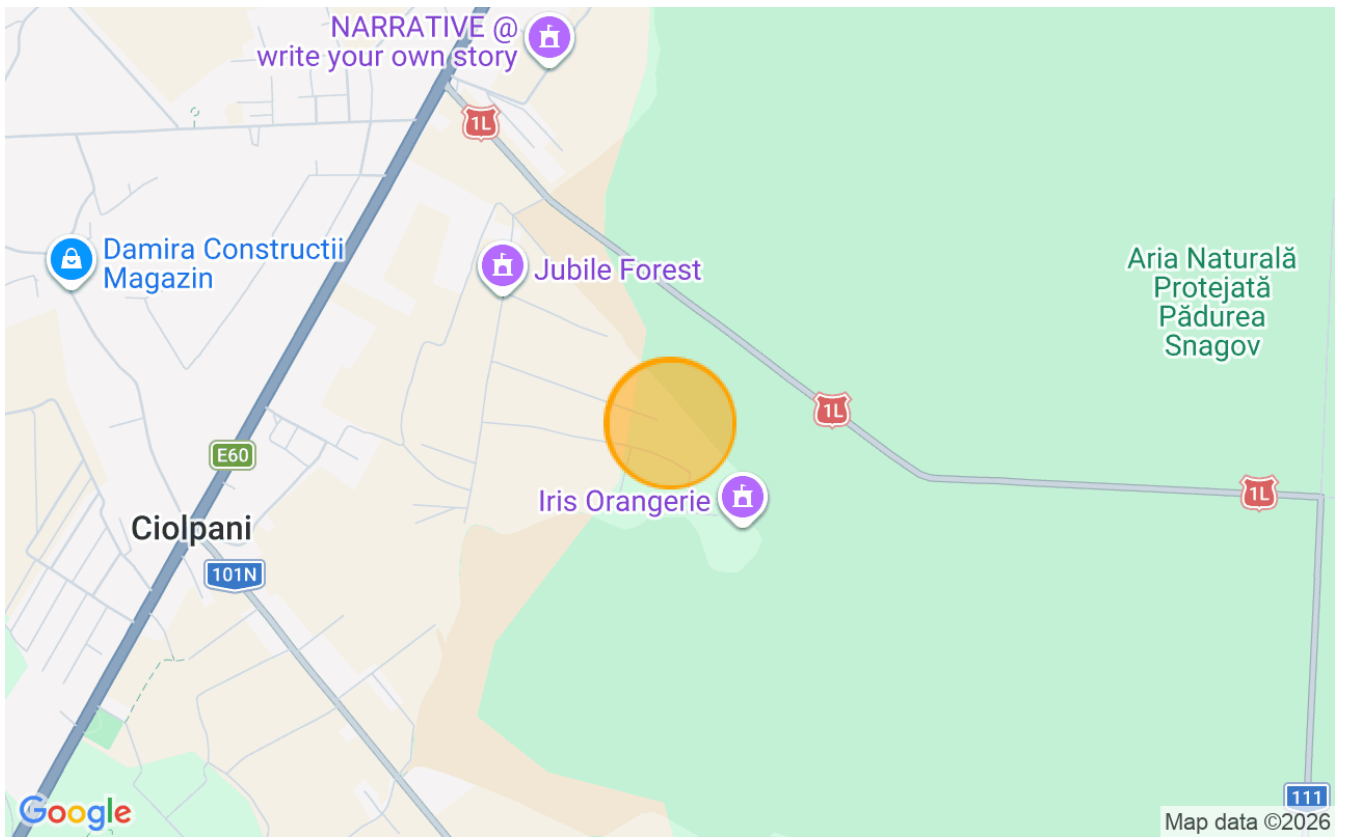 NARRATIVE @
write your own story
1L
Damira Constructii
Magazin
Jubile Forest
Aria Naturală
Protejată
Pădurea
Snagov
1L
E60
Iris Orangerie
1L
Ciolpani
101N
111
Google
Map data ©2026